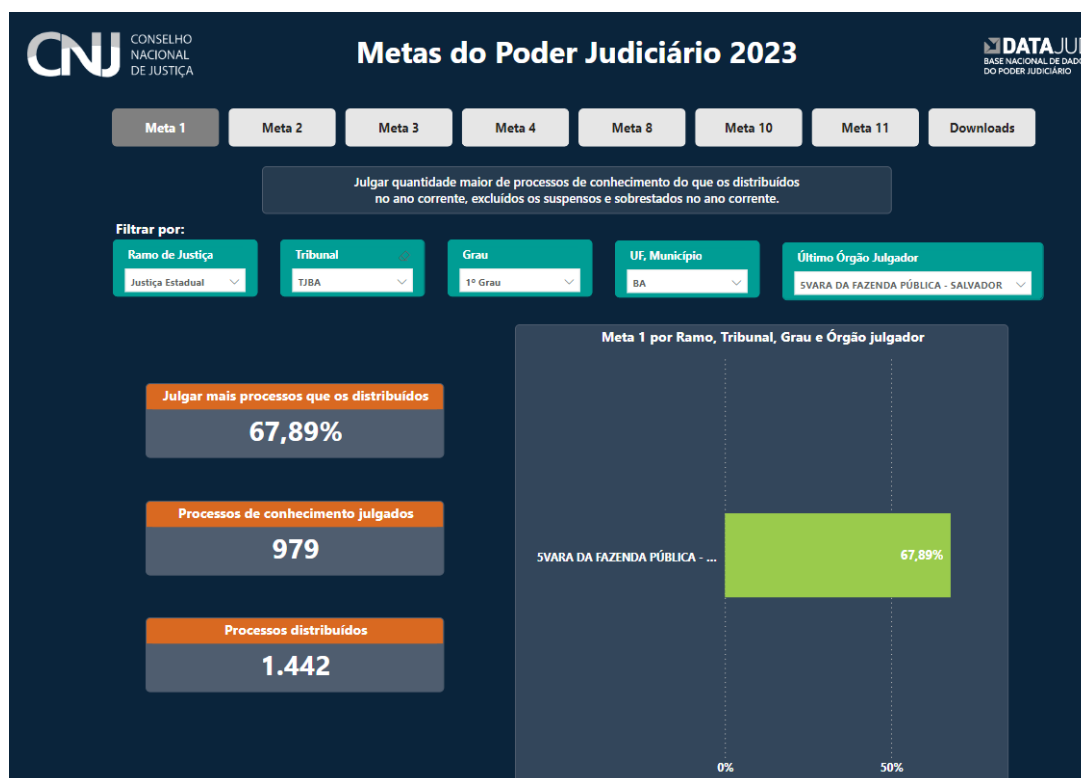 CNJ
CONSELHO
NACIONAL
DE JUSTIÇA
Metas do Poder Judiciário 2023
DATAJUD
BASE NACIONAL DE DADO
DO PODER JUDICIÁRIO
Meta 1
Meta 2
Meta 3
Meta 4
Meta 8
Meta 10
Meta 11
Downloads
Julgar quantidade maior de processos de conhecimento do que os distribuídos
no ano corrente, excluídos os suspensos e sobrestados no ano corrente.
Filtrar por:
Ramo de Justiça
Justiça Estadual
Tribunal
TJBA
Grau
1º Grau
UF, Município
BA
Último Órgão Julgador
5VARA DA FAZENDA PÚBLICA - SALVADOR
Julgar mais processos que os distribuídos
67,89%
Processos de conhecimento julgados
979
Processos distribuídos
1.442
Meta 1 por Ramo, Tribunal, Grau e Órgão julgador
5VARA DA FAZENDA PÚBLICA - ...
67,89%
0%
50%